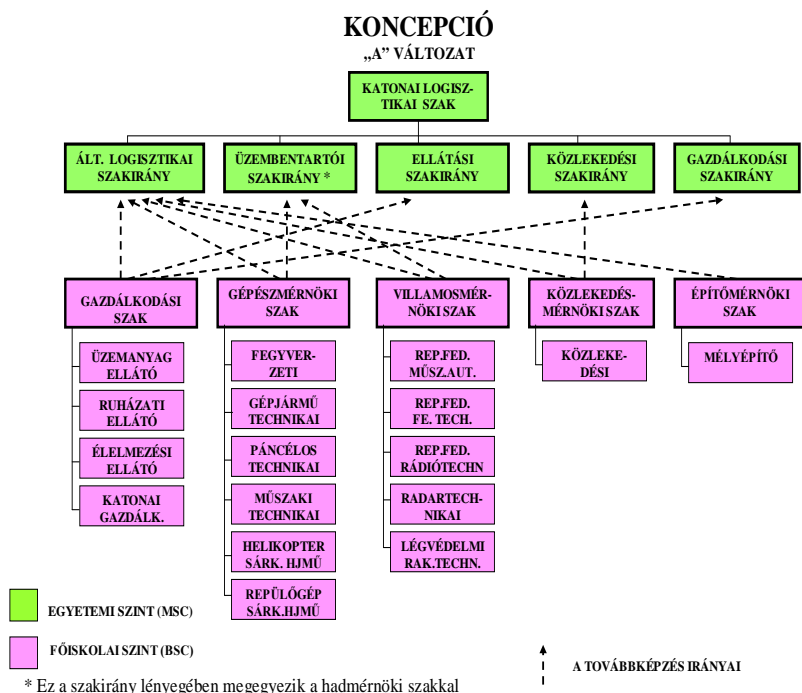 KONCEPCIÓ
„A” VÁLTOZAT
KATONAI LOGISZ-
TIKAI SZAK
ÁLT. LOGISZTIKAI
SZAKIRÁNY
ÜZEMBENTARTÓI
SZAKIRÁNY *
ELLÁTÁSI
SZAKIRÁNY
KÖZLEKEDÉSI
SZAKIRÁNY
GAZDÁLKODÁSI
SZAKIRÁNY
GAZDÁLKODÁSI
SZAK
GÉPÉSZMÉRNÖKI
SZAK
VILLAMOSMÉR-
NÖKI SZAK
KÖZLEKEDÉS-
MÉRNÖKI SZAK
ÉPÍTŐMÉRNÖKI
SZAK
ÜZEMANYAG
ELLÁTÓ
RUHÁZATI
ELLÁTÓ
ÉLELMEZÉSI
ELLÁTÓ
KATONAI
GAZDÁLK.
FEGYVER-
ZETI
GÉPJÁRMŰ
TECHNIKAI
PÁNCÉLOS
TECHNIKAI
MŰSZAKI
TECHNIKAI
HELIKOPTER
SÁRK. HJMŰ
REPÜLŐGÉP
SÁRK.HJMŰ
REP.FED.
MŰSZ.AUT.
REP.FED.
FE. TECH.
REP.FED.
RÁDIÓTECHN
RADARTECH-
NIKAI
LÉGVÉDELMI
RAK.TECHN.
KÖZLEKE-
DÉSI
MÉLYÉPÍTŐ
EGYETEMI SZINT (MSC)
FŐISKOLAI SZINT (BSC)
A TOVÁBBKÉPZÉS IRÁNYAI
* Ez a szakirány lényegében megegyezik a hadmérnöki szakkal